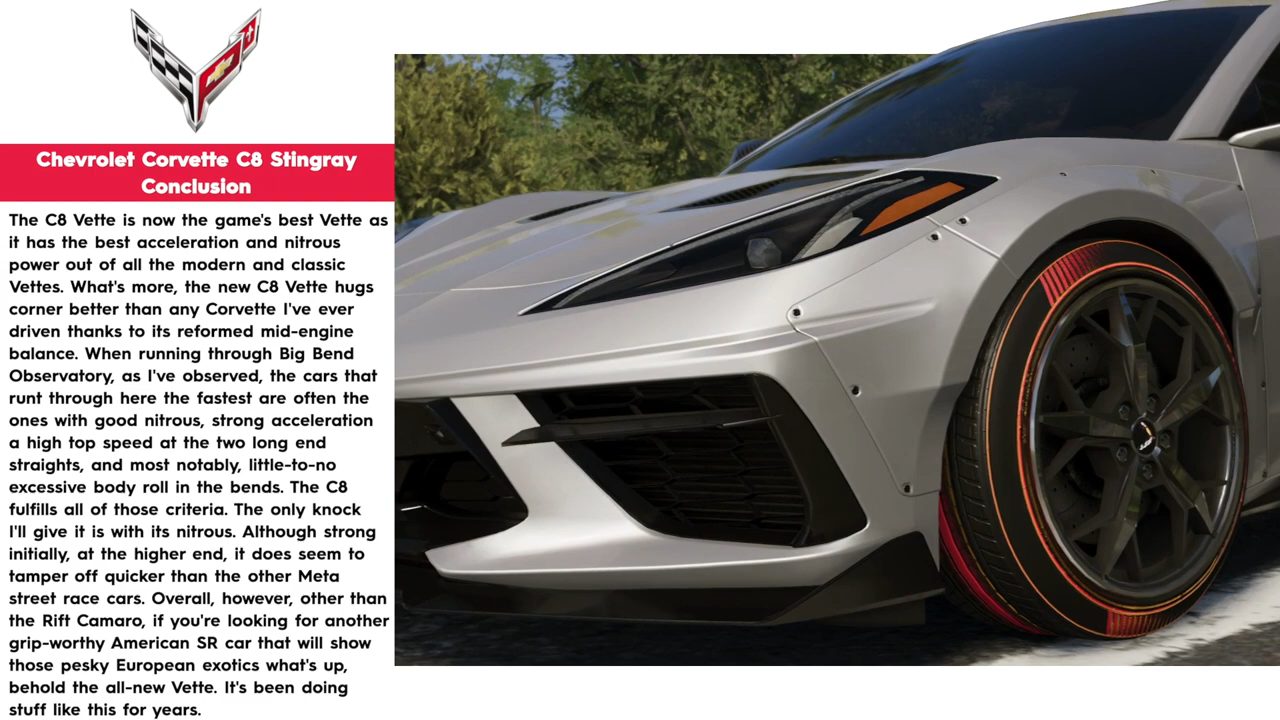 Chevrolet Corvette C8 Stingray
Conclusion
The C8 Vette is now the game's best Vette as
it has the best acceleration and nitrous
power out of all the modern and classic
Vettes. What's more, the new C8 Vette hugs
corner better than any Corvette I've ever
driven thanks to its reformed mid-engine
balance. When running through Big Bend
Observatory, as I've observed, the cars that
runt through here the fastest are often the
ones with good nitrous, strong acceleration
a high top speed at the two long end
straights, and most notably, little-to-no
excessive body roll in the bends. The C8
fulfills all of those criteria. The only knock
I'll give it is with its nitrous. Although strong
initially, at the higher end, it does seem to
tamper off quicker than the other Meta
street race cars. Overall, however, other than
the Rift Camaro, if you're looking for another
grip-worthy American SR car that will show
those pesky European exotics what's up,
behold the all-new Vette. It's been doing
stuff like this for years.